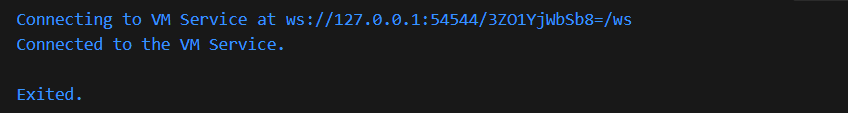 Connecting to VM Service at ws://127.0.0.1:54544/3ZO1YjWbSb8=/ws
Connected to the VM Service.
Exited.